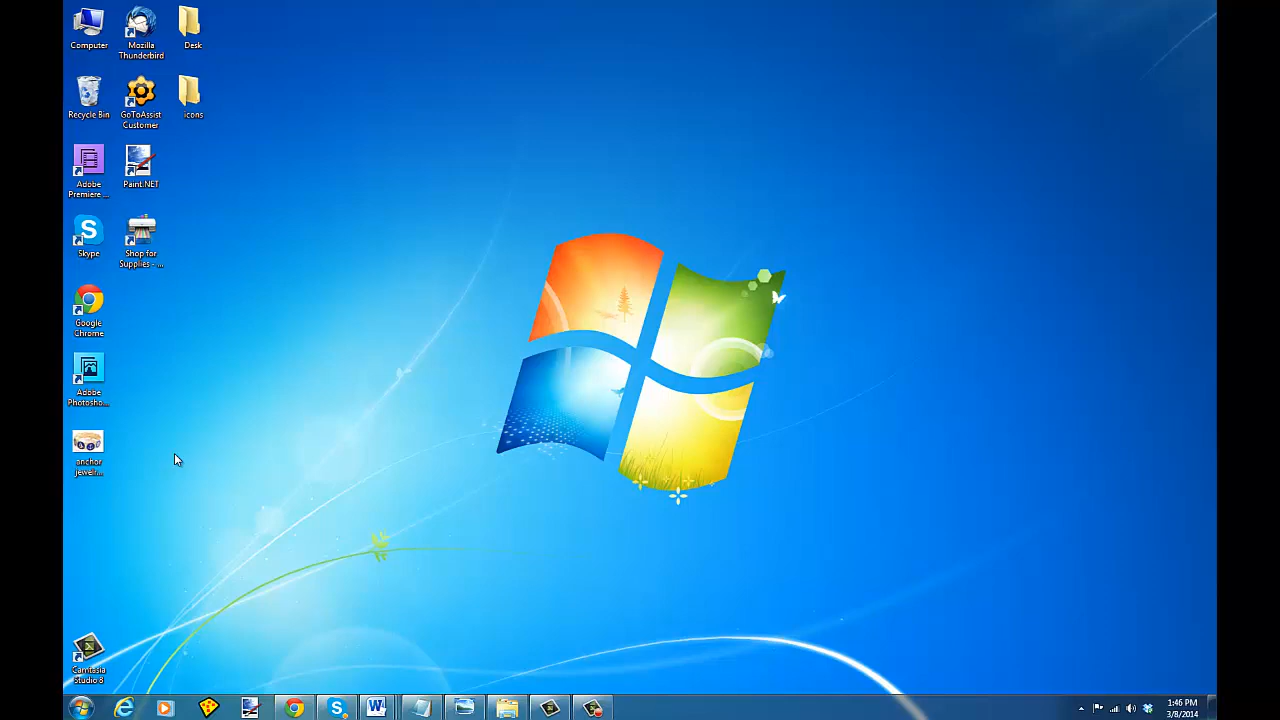 Computer
Mozilla
Thunderbird
Desk
Recycle Bin
GoToAssist
Customer
icons
Adobe
Premiere ...
Paint.NET
Skype
Shop for
Supplies - ...
Google
Chrome
Adobe
Photosho...
anchor
jewelr...
Camtasia
Studio 8
1:46 PM
3/8/2014